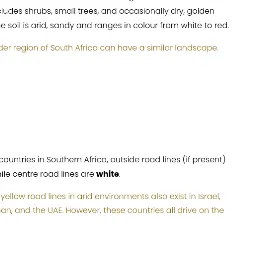 ludes shrubs, small trees, and occasionally dry, golden
e soil is arid, sandy and ranges in colour from white to red.
der region of South Africa can have a similar landscape.
countries in Southern Africa, outside road lines (if present)
ile centre road lines are white.
yellow road lines in arid environments also exist in Israel,
an, and the UAE. However, these countries all drive on the